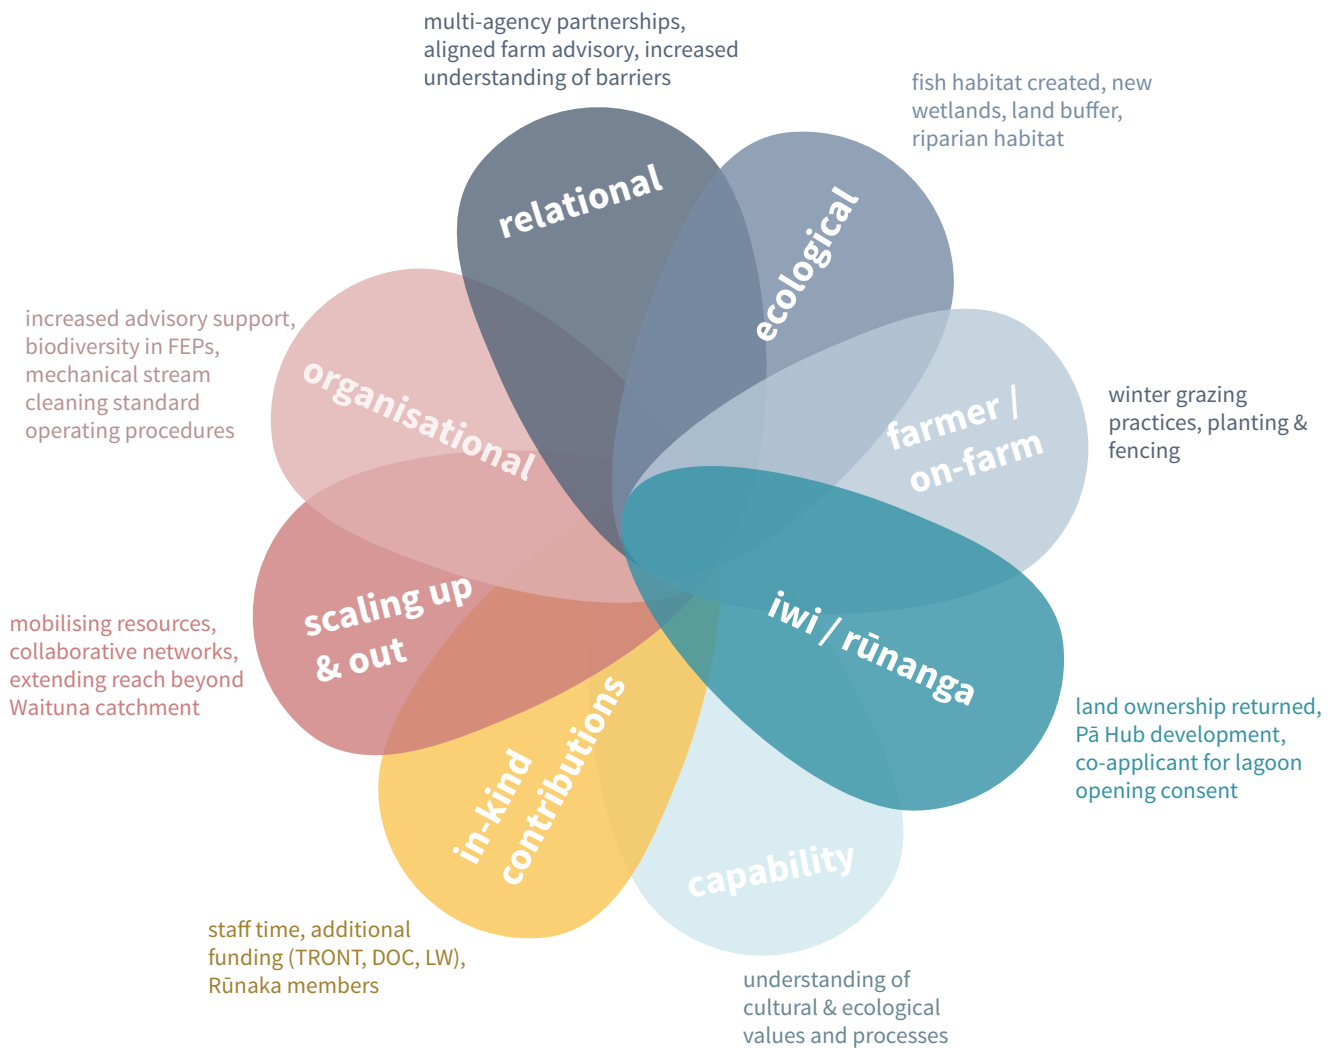 multi-agency partnerships,
aligned farm advisory, increased
understanding of barriers
relational
fish habitat created, new
wetlands, land buffer,
riparian habitat
ecological
winter grazing
practices, planting &
fencing
farmer /
on-farm
land ownership returned,
Pā Hub development,
co-applicant for lagoon
opening consent
iwi / rūnanga
understanding of
cultural & ecological
values and processes
capability
staff time, additional
funding (TRONT, DOC, LW),
Rūnaka members
in-kind
contributions
mobilising resources,
collaborative networks,
extending reach beyond
Waituna catchment
scaling up
& out
increased advisory support,
biodiversity in FEPs,
mechanical stream
cleaning standard
operating procedures
organisational